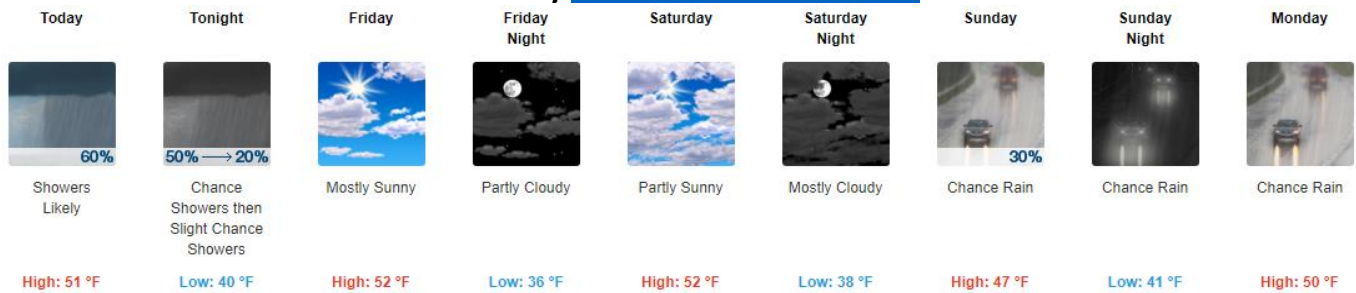 Today
60%
Showers
Likely
High: 51 °F
Tonight
50% → 20%
Chance
Showers then
Slight Chance
Showers
Low: 40 °F
Friday
Mostly Sunny
High: 52 °F
Friday
Night
Partly Cloudy
Low: 36 °F
Saturday
Partly Sunny
High: 52 °F
Saturday
Night
Mostly Cloudy
Low: 38 °F
Sunday
30%
Chance Rain
High: 47 °F
Sunday
Night
Chance Rain
Low: 41 °F
Monday
Chance Rain
High: 50 °F